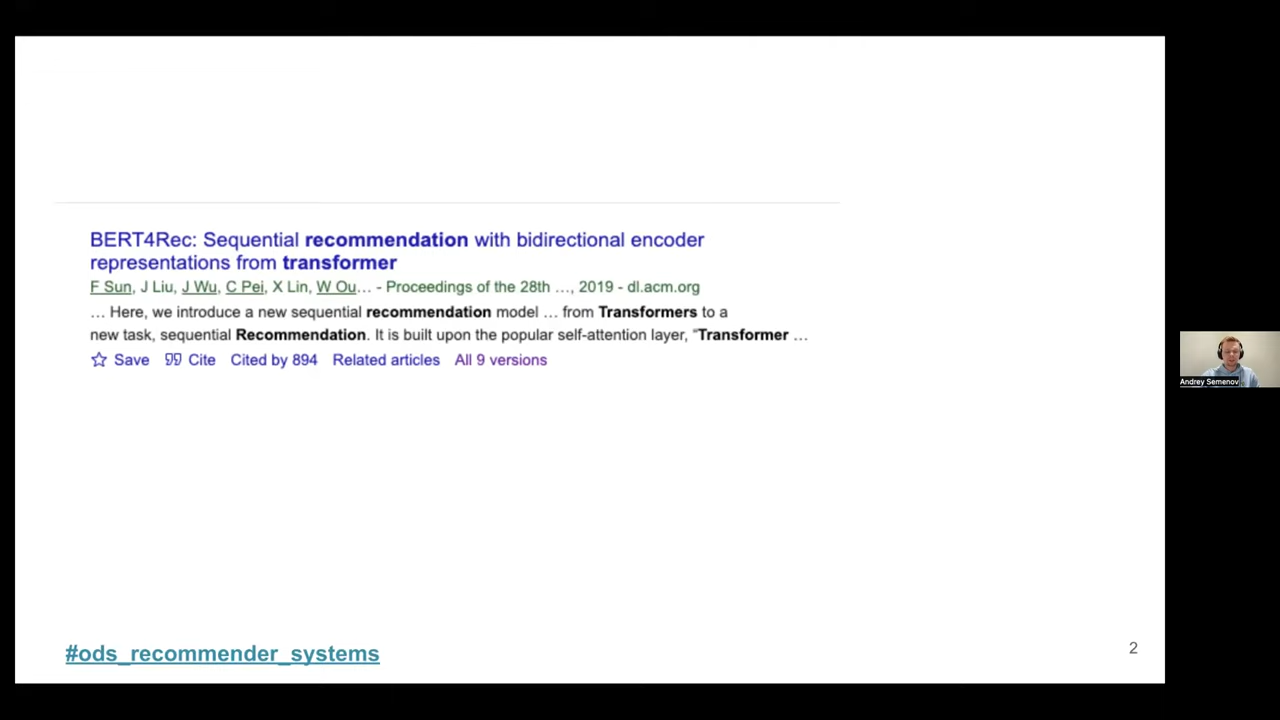 BERT4Rec: Sequential recommendation with bidirectional encoder
representations from transformer
F Sun, J Liu, J Wu, C Pei, X Lin, W Ou… - Proceedings of the 28th …, 2019 - dl.acm.org
… Here, we introduce a new sequential recommendation model … from Transformers to a
new task, sequential Recommendation. It is built upon the popular self-attention layer, “Transformer …
Save Cite Cited by 894 Related articles All 9 versions
Andrey Semenov
#ods_recommender_systems
2